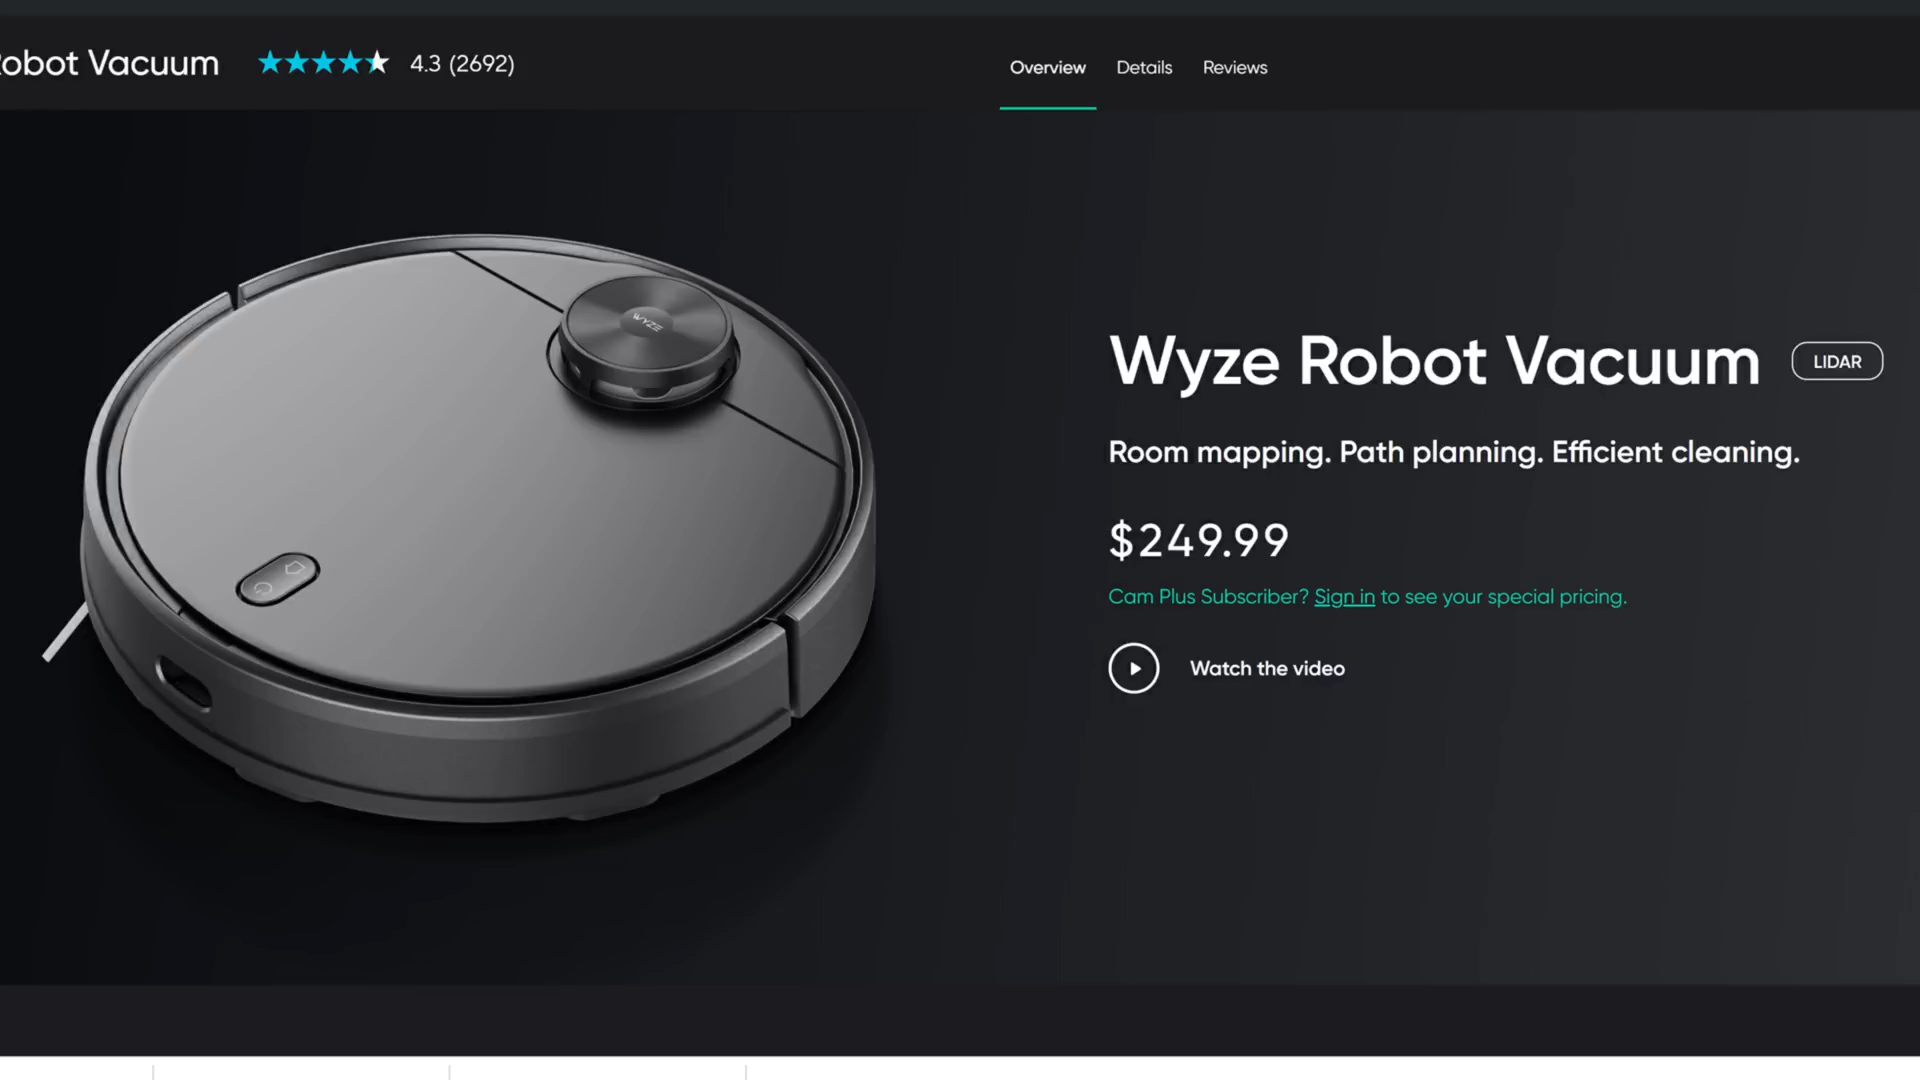 obot Vacuum
4.3 (2692)
Overview
Details
Reviews
WYZE
Wyze Robot Vacuum
LIDAR
Room mapping. Path planning. Efficient cleaning.
$249.99
Cam Plus Subscriber? Sign in to see your special pricing.
Watch the video